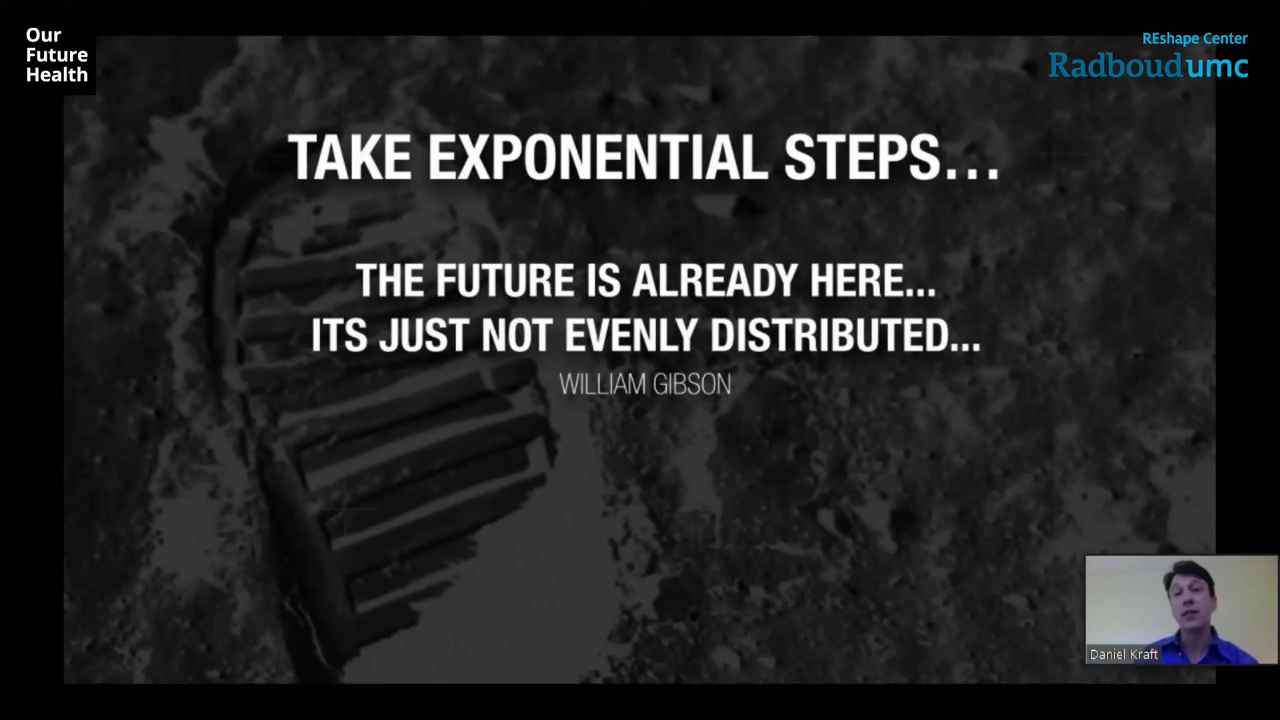 Our
Future
Health
REshape Center
Radboudumc
TAKE EXPONENTIAL STEPS...
THE FUTURE IS ALREADY HERE...
ITS JUST NOT EVENLY DISTRIBUTED...
WILLIAM GIBSON
Daniel Kraft